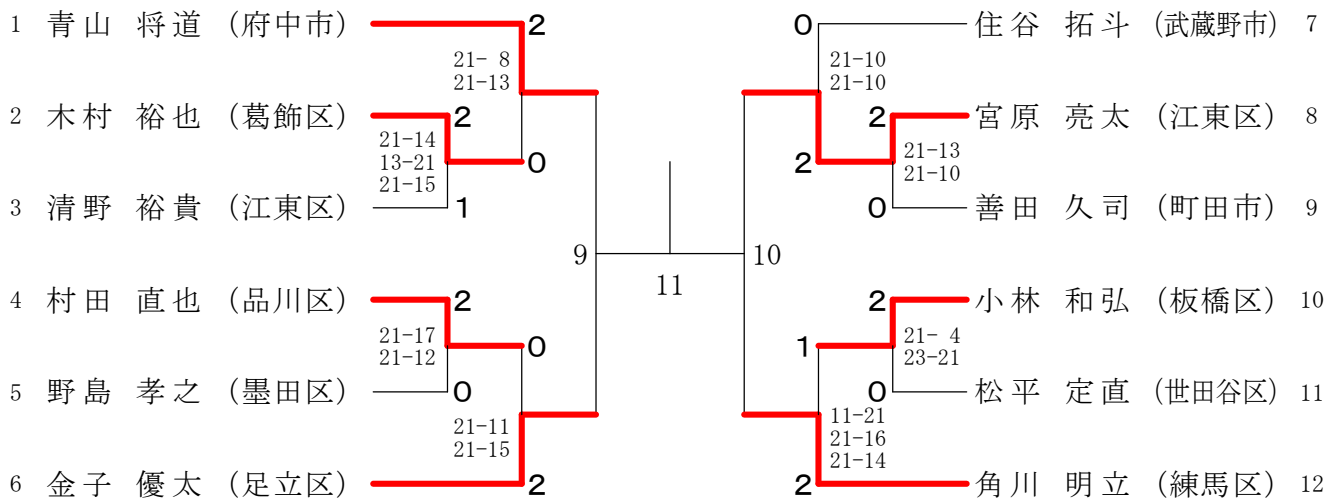 1 青山 将道 (府中市) 2
21- 8
21-13
2 木村 裕也 (葛飾区) 2
21-14
13-21
21-15
0
3 清野 裕貴 (江東区) 1
9
4 村田 直也 (品川区) 2
21-17
21-12
0
5 野島 孝之 (墨田区) 0
21-11
21-15
6 金子 優太 (足立区) 2
11
0 住谷 拓斗 (武蔵野市) 7
21-10
21-10
2 宮原 亮太 (江東区) 8
2
21-13
21-10
0 善田 久司 (町田市) 9
10
2 小林 和弘 (板橋区) 10
1
21- 4
23-21
0 松平 定直 (世田谷区) 11
11-21
21-16
21-14
2 角川 明立 (練馬区) 12